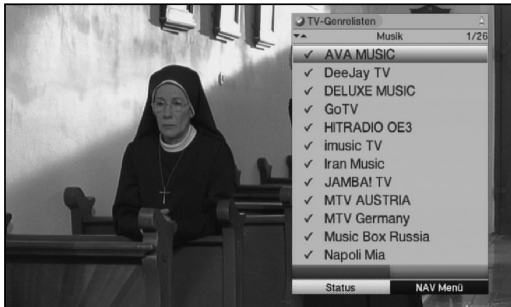 TV-Genrelisten
Musik 1/26
✓ AVA MUSIC
✓ DeeJay TV
✓ DELUXE MUSIC
✓ GoTV
✓ HITRADIO OE3
✓ imusic TV
✓ Iran Music
✓ JAMBA! TV
✓ MTV AUSTRIA
✓ MTV Germany
✓ Music Box Russia
✓ Napoli Mia
Status NAV Menü